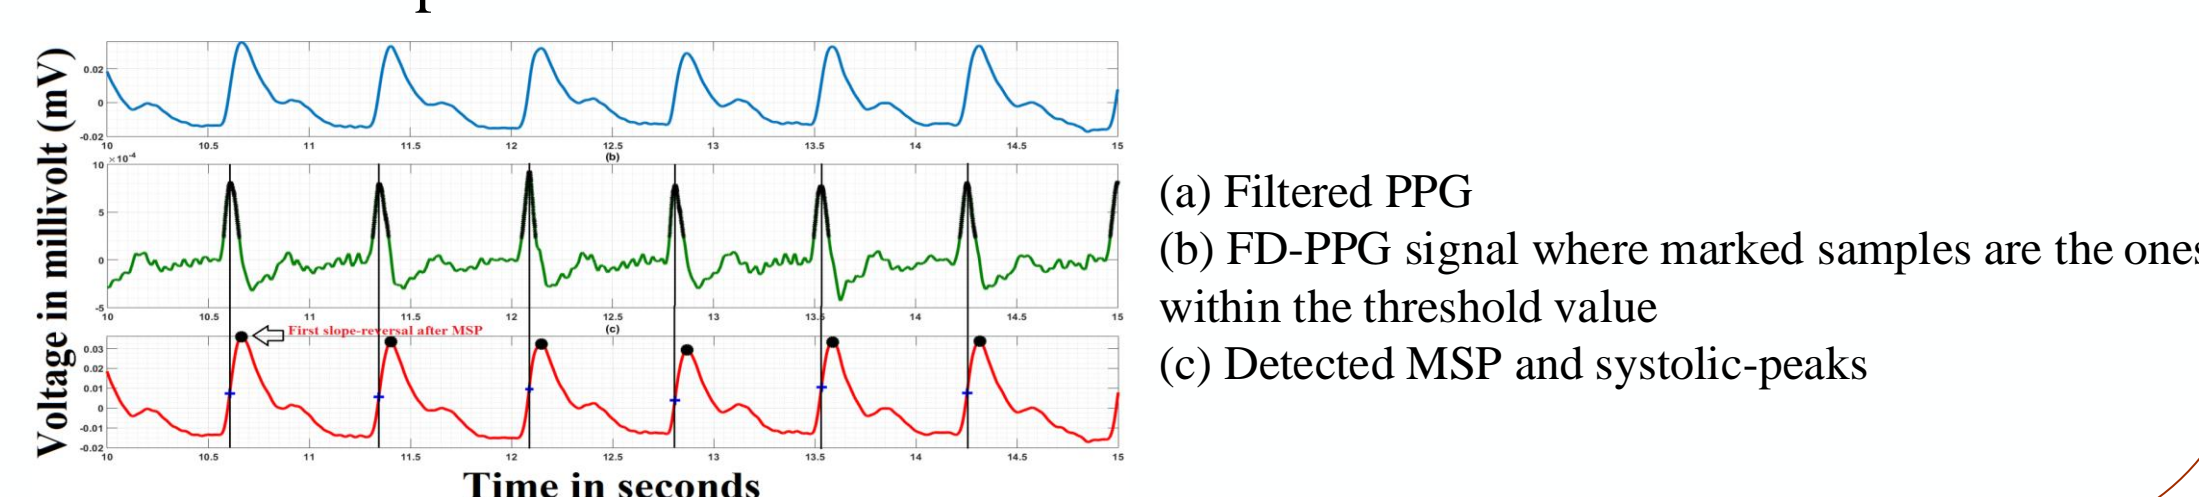 Voltage in millivolt (mV)
0.02
0
-0.02
10 10.5 11 11.5 12 12.5 13 13.5 14 14.5 15
(b)
×10-4
10
5
0
-5
10 10.5 11 11.5 12 12.5 13 13.5 14 14.5 15
(c)
First slope-reversal after MSP
0.03
0.02
0.01
0
-0.01
-0.02
10 10.5 11 11.5 12 12.5 13 13.5 14 14.5 15
Time in seconds
(a) Filtered PPG
(b) FD-PPG signal where marked samples are the ones
within the threshold value
(c) Detected MSP and systolic-peaks